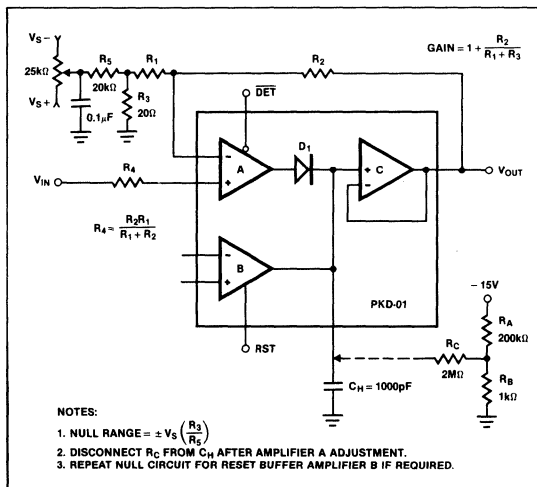 VS−
VS+
25kΩ
R5
20kΩ
0.1μF
R1
R3
20Ω
R2
GAIN = 1 + R2 / (R1 + R3)
DET
VIN
R4
R4 = R2R1 / (R1 + R2)
−
A
+
D1
+
C
−
VOUT
−
B
+
PKD-01
RST
− 15V
RA
200kΩ
RC
2MΩ
RB
1kΩ
CH = 1000pF
NOTES:
1. NULL RANGE = ± VS (R3 / R5)
2. DISCONNECT RC FROM CH AFTER AMPLIFIER A ADJUSTMENT.
3. REPEAT NULL CIRCUIT FOR RESET BUFFER AMPLIFIER B IF REQUIRED.